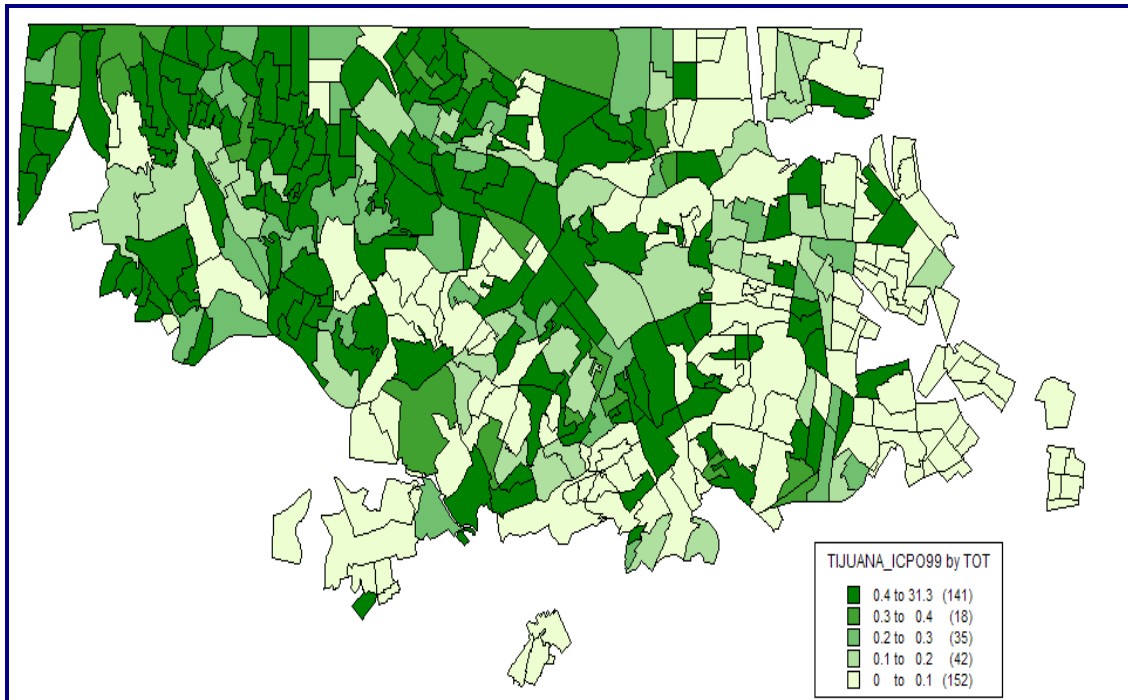 TIJUANA_ICPO99 by TOT
0.4 to 31.3 (141)
0.3 to 0.4 (18)
0.2 to 0.3 (35)
0.1 to 0.2 (42)
0 to 0.1 (152)